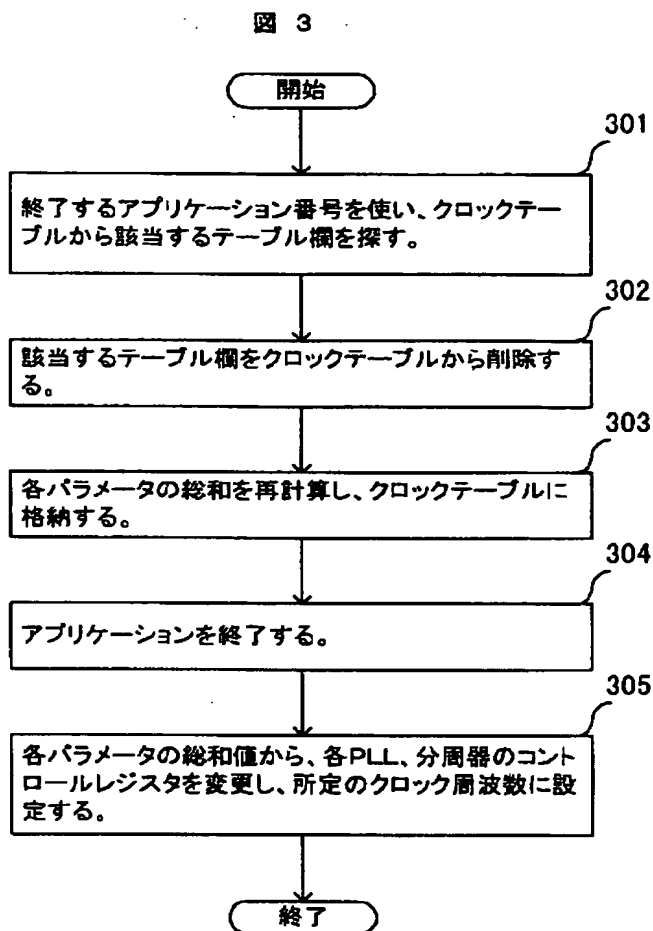 図 3
開始
301
終了するアプリケーション番号を使い、クロックテー
ブルから該当するテーブル欄を探す。
302
該当するテーブル欄をクロックテーブルから削除す
る。
303
各パラメータの総和を再計算し、クロックテーブルに
格納する。
304
アプリケーションを終了する。
305
各パラメータの総和値から、各PLL、分周器のコント
ロールレジスタを変更し、所定のクロック周波数に設
定する。
終了